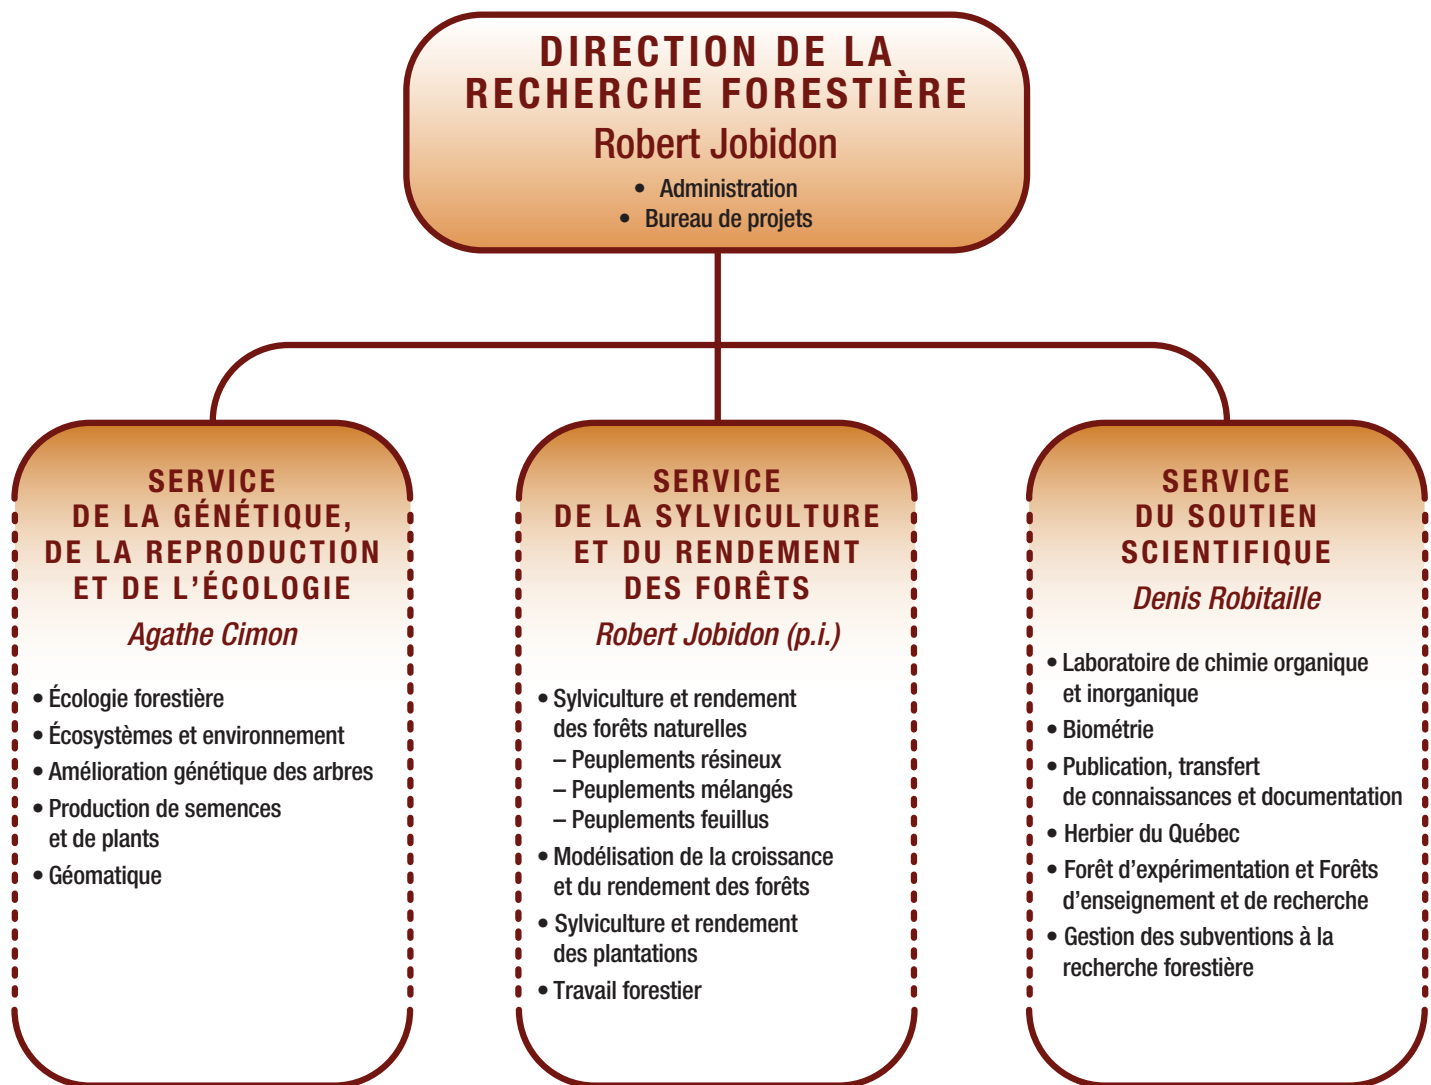 DIRECTION DE LA
RECHERCHE FORESTIÈRE
Robert Jobidon
• Administration
• Bureau de projets
SERVICE
DE LA GÉNÉTIQUE,
DE LA REPRODUCTION
ET DE L'ÉCOLOGIE
Agathe Cimon
• Écologie forestière
• Écosystèmes et environnement
• Amélioration génétique des arbres
• Production de semences
et de plants
• Géomatique
SERVICE
DE LA SYLVICULTURE
ET DU RENDEMENT
DES FORÊTS
Robert Jobidon (p.i.)
• Sylviculture et rendement
des forêts naturelles
– Peuplements résineux
– Peuplements mélangés
– Peuplements feuillus
• Modélisation de la croissance
et du rendement des forêts
• Sylviculture et rendement
des plantations
• Travail forestier
SERVICE
DU SOUTIEN
SCIENTIFIQUE
Denis Robitaille
• Laboratoire de chimie organique
et inorganique
• Biométrie
• Publication, transfert
de connaissances et documentation
• Herbier du Québec
• Forêt d'expérimentation et Forêts
d'enseignement et de recherche
• Gestion des subventions à la
recherche forestière